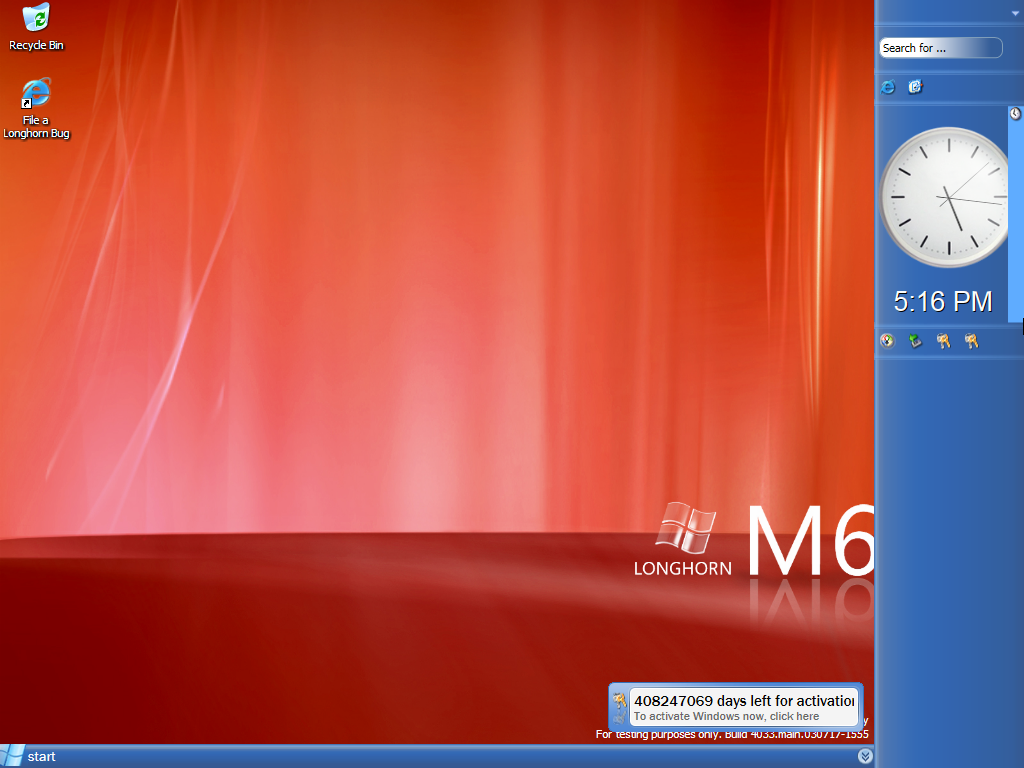 Recycle Bin
File a
Longhorn Bug
Search for ...
5:16 PM
LONGHORN M6
408247069 days left for activation
To activate Windows now, click here
For testing purposes only. Build 4033.main.030717-1555
start